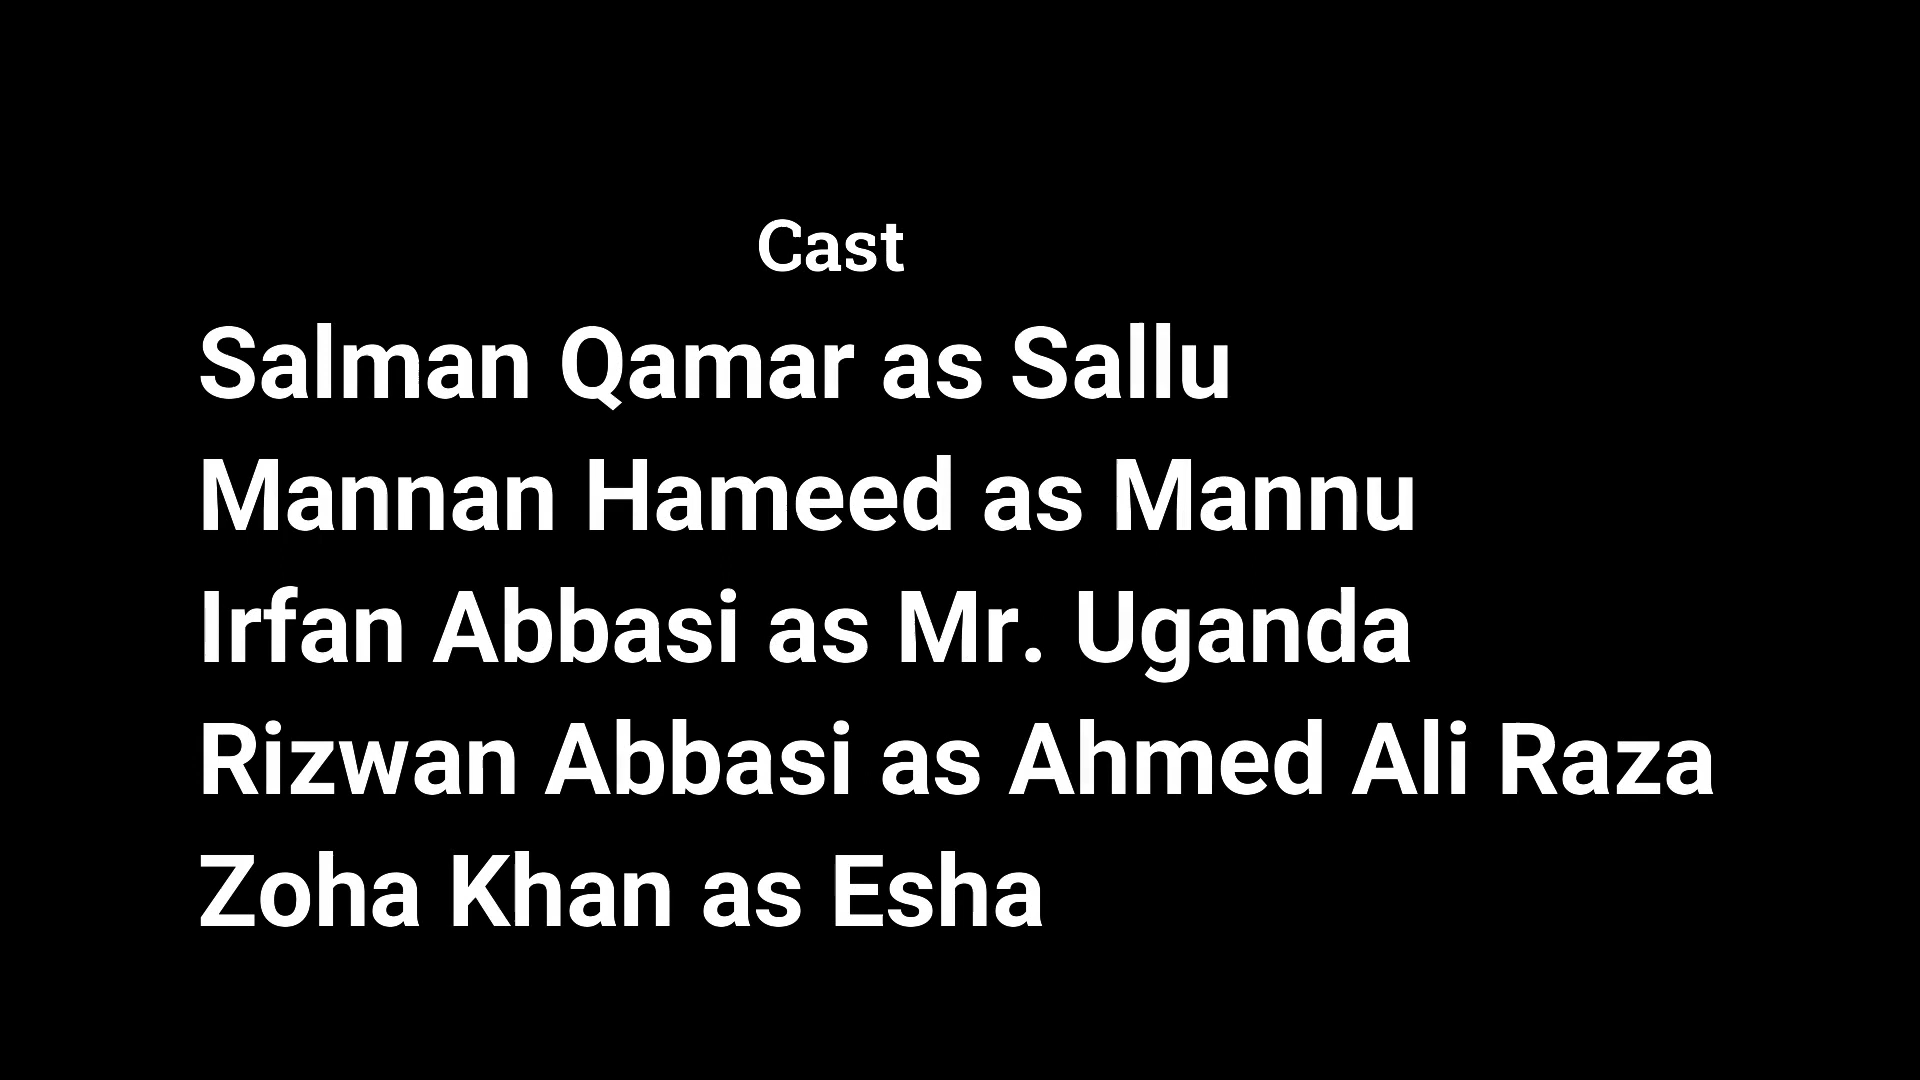 Cast
Salman Qamar as Sallu
Mannan Hameed as Mannu
Irfan Abbasi as Mr. Uganda
Rizwan Abbasi as Ahmed Ali Raza
Zoha Khan as Esha